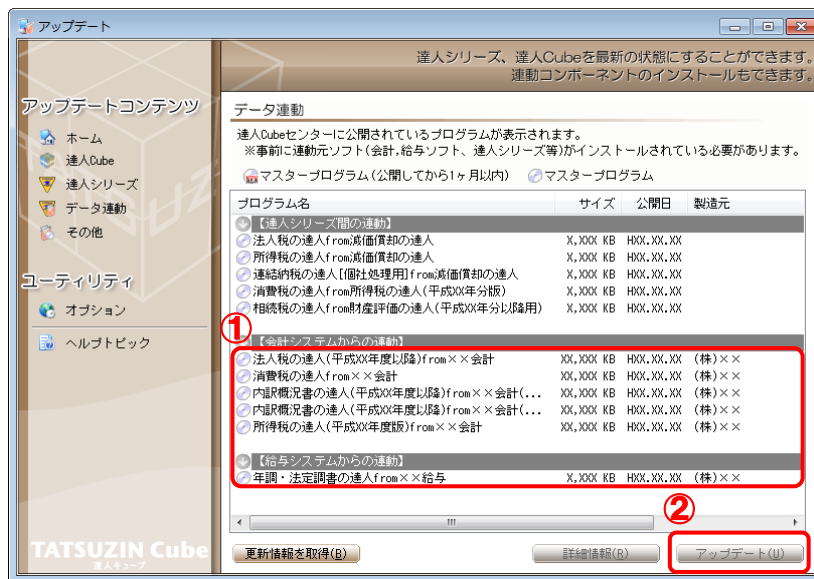 アップデート
達人シリーズ、達人Cubeを最新の状態にすることができます。
連動コンポーネントのインストールもできます。
アップデートコンテンツ
ホーム
達人Cube
達人シリーズ
データ連動
その他
ユーティリティ
オプション
ヘルプトピック
TATSUZIN Cube
達人キューブ
データ連動
達人Cubeセンターに公開されているプログラムが表示されます。
※事前に連動元ソフト(会計,給与ソフト、達人シリーズ等)がインストールされている必要があります。
マスタープログラム(公開してから1ヶ月以内) マスタープログラム
プログラム名 サイズ 公開日 製造元
【達人シリーズ間の連動】
法人税の達人from減価償却の達人 X,XXX KB HXX.XX.XX
所得税の達人from減価償却の達人 X,XXX KB HXX.XX.XX
連結納税の達人[個社処理用]from減価償却の達人 X,XXX KB HXX.XX.XX
消費税の達人from所得税の達人(平成XX年分版) X,XXX KB HXX.XX.XX
相続税の達人from財産評価の達人(平成XX年分以降用) X,XXX KB HXX.XX.XX
①
【会計システムからの連動】
法人税の達人(平成XX年度以降)from××会計 XX,XXX KB HXX.XX.XX (株)××
消費税の達人from××会計 XX,XXX KB HXX.XX.XX (株)××
内訳概況書の達人(平成XX年度以降)from××会計(... XX,XXX KB HXX.XX.XX (株)××
内訳概況書の達人(平成XX年度以降)from××会計(... XX,XXX KB HXX.XX.XX (株)××
所得税の達人(平成XX年度版)from××会計 XX,XXX KB HXX.XX.XX (株)××
【給与システムからの連動】
年調・法定調書の達人from××給与 X,XXX KB HXX.XX.XX (株)××
②
更新情報を取得(B) 詳細情報(R) アップデート(U)